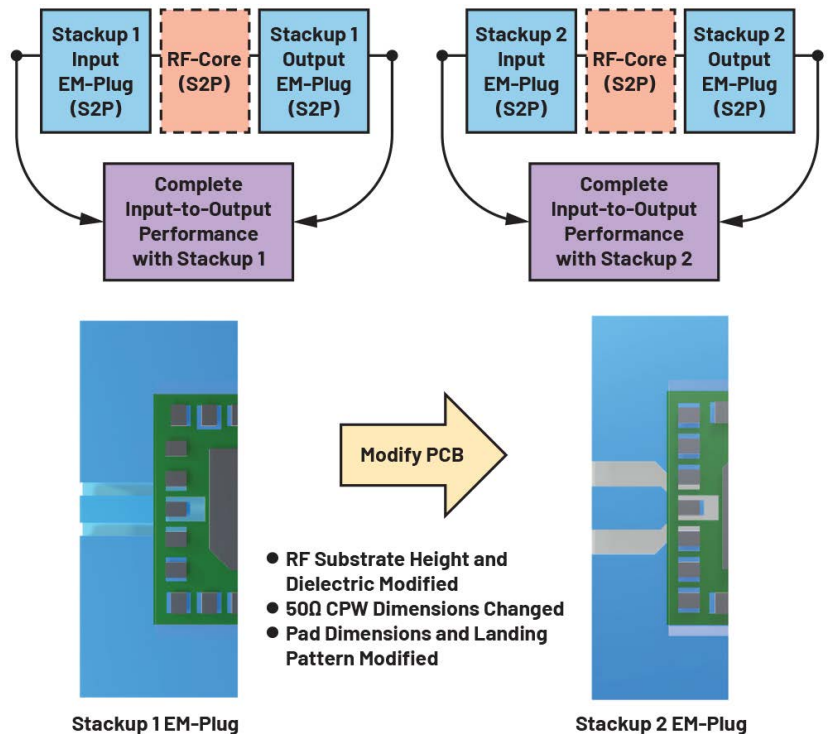 Stackup 1
Input
EM-Plug
(S2P)
RF-Core
(S2P)
Stackup 1
Output
EM-Plug
(S2P)
Complete
Input-to-Output
Performance
with Stackup 1
Stackup 2
Input
EM-Plug
(S2P)
RF-Core
(S2P)
Stackup 2
Output
EM-Plug
(S2P)
Complete
Input-to-Output
Performance
with Stackup 2
Modify PCB
● RF Substrate Height and
Dielectric Modified
● 50Ω CPW Dimensions Changed
● Pad Dimensions and Landing
Pattern Modified
Stackup 1 EM-Plug
Stackup 2 EM-Plug